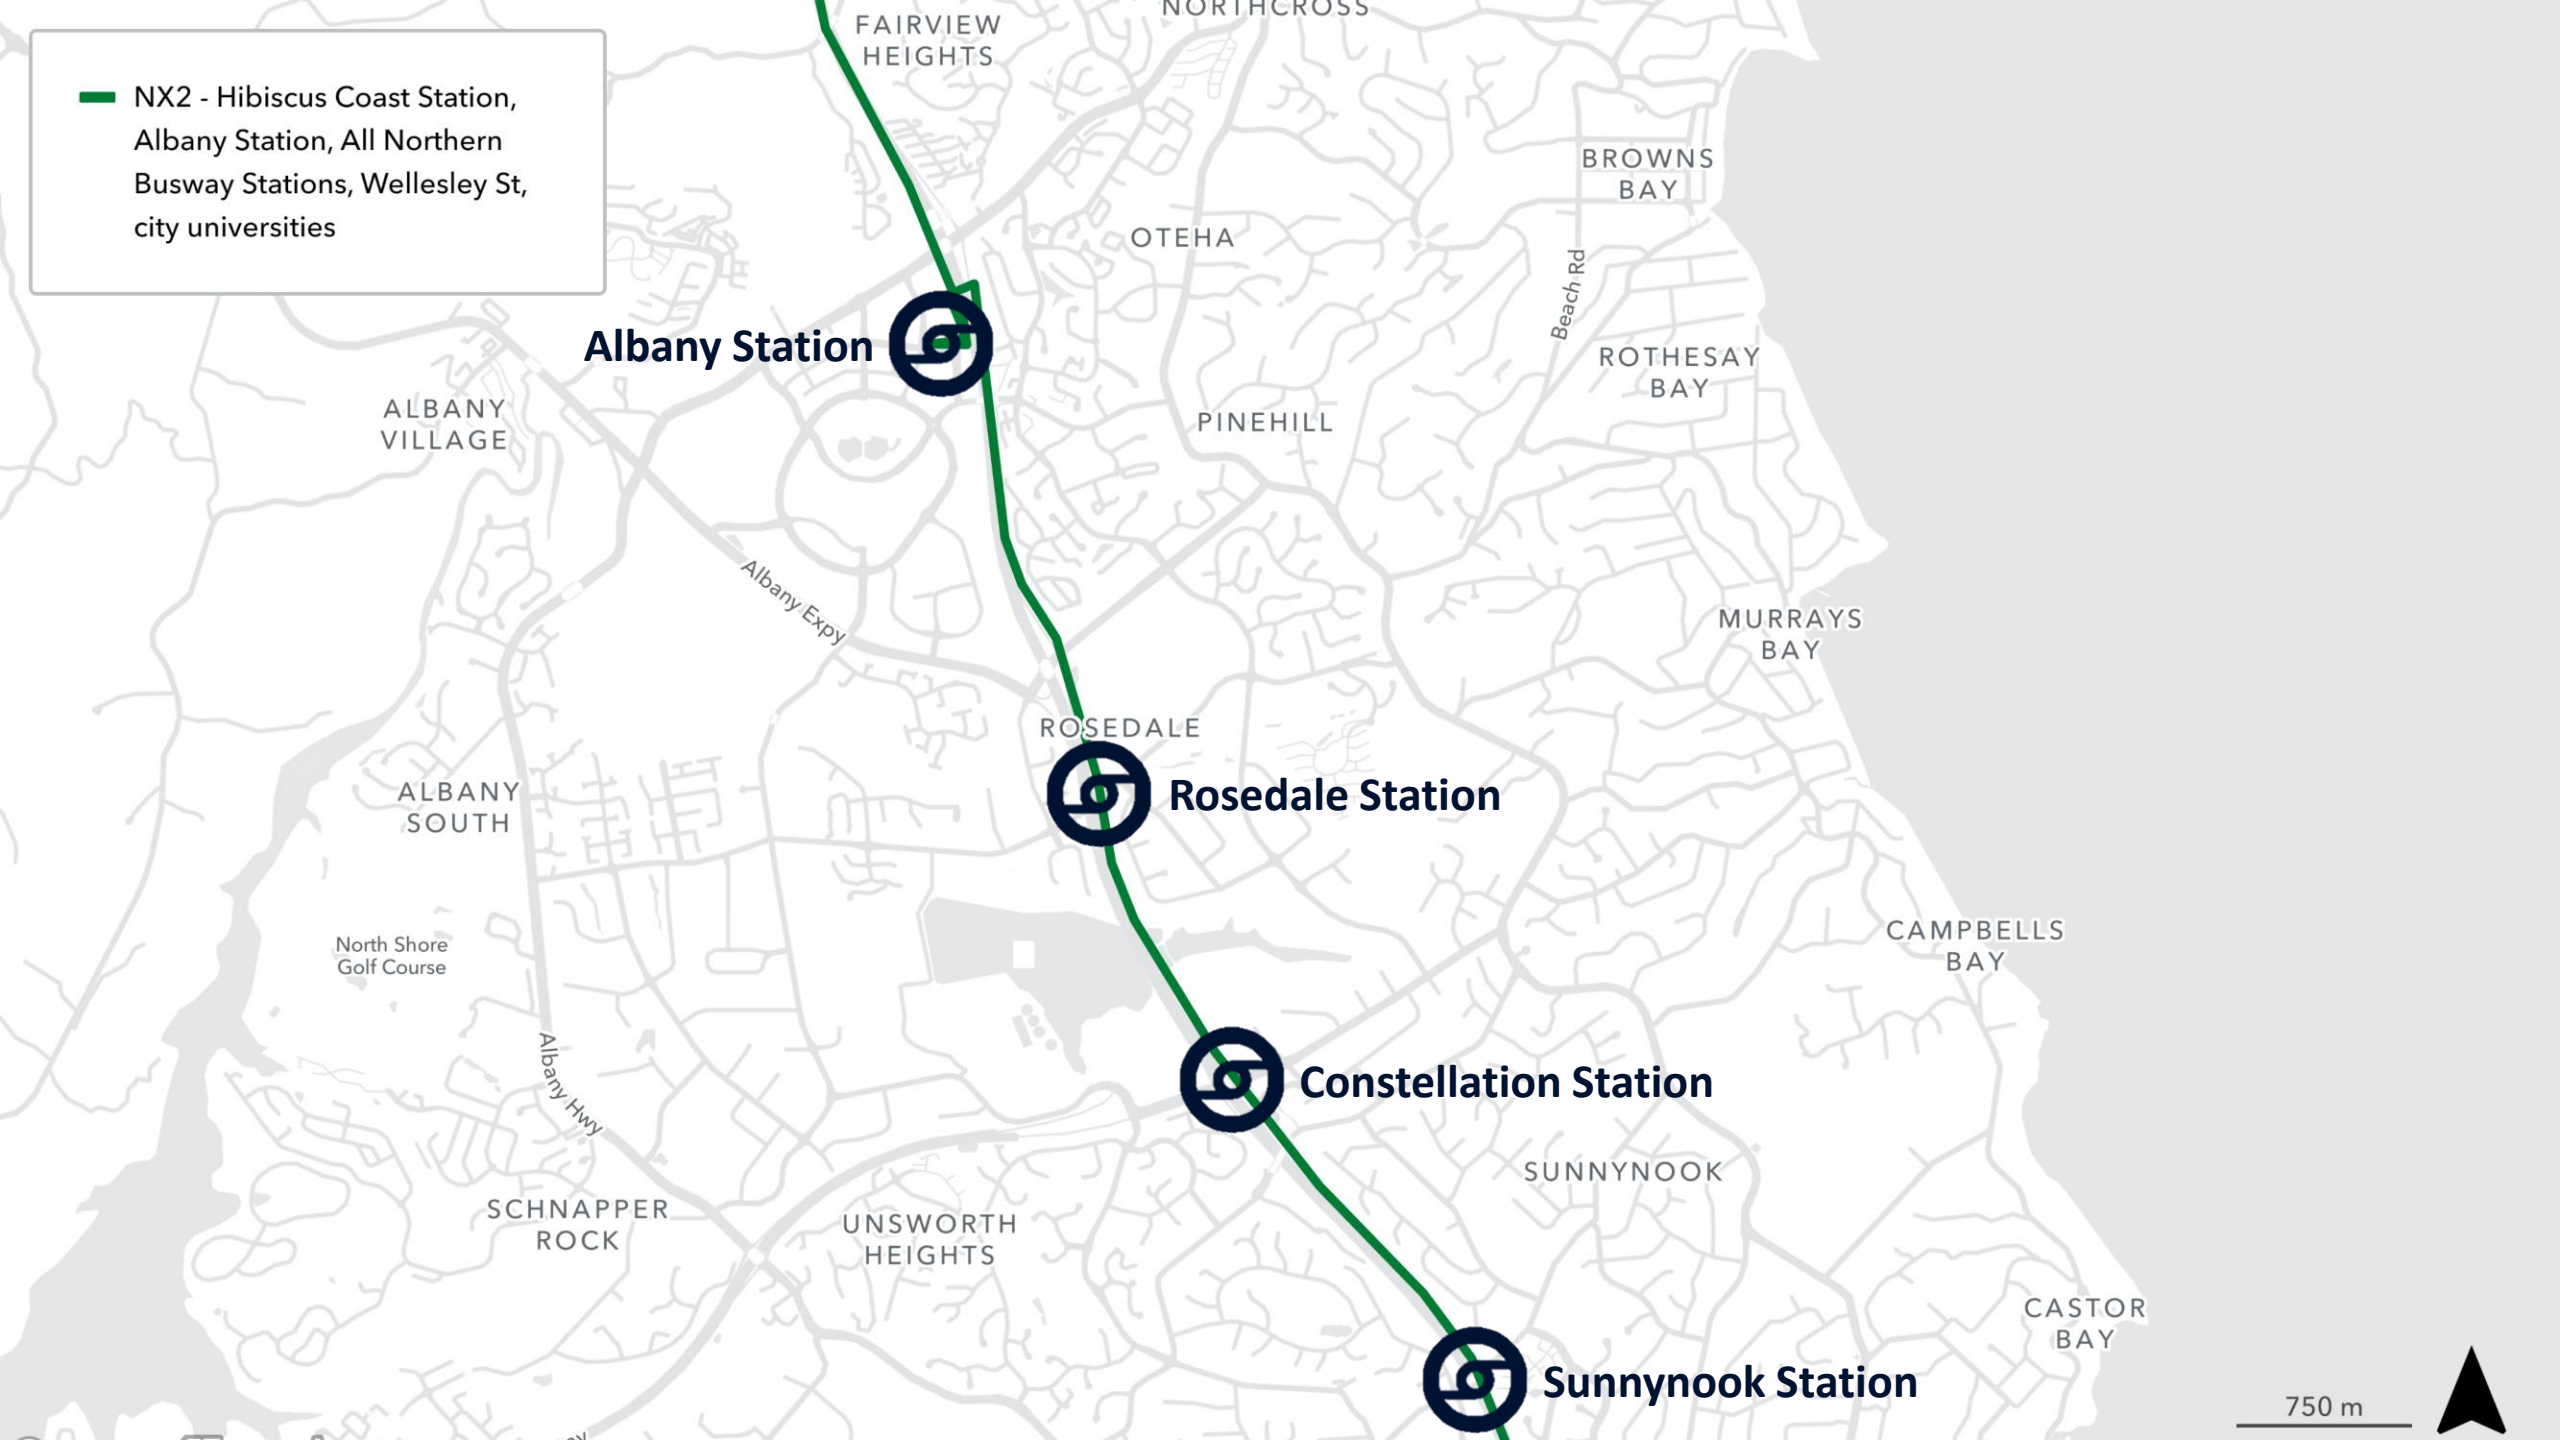 NORTHCROSS
FAIRVIEW
HEIGHTS
NX2 - Hibiscus Coast Station,
Albany Station, All Northern
Busway Stations, Wellesley St,
city universities
BROWNS
BAY
OTEHA
Beach Rd
Albany Station
ROTHESAY
BAY
ALBANY
VILLAGE
PINEHILL
Albany Expy
MURRAYS
BAY
ROSEDALE
Rosedale Station
ALBANY
SOUTH
North Shore
Golf Course
CAMPBELLS
BAY
Albany Hwy
Constellation Station
SUNNYNOOK
SCHNAPPER
ROCK
UNSWORTH
HEIGHTS
CASTOR
BAY
Sunnynook Station
750 m